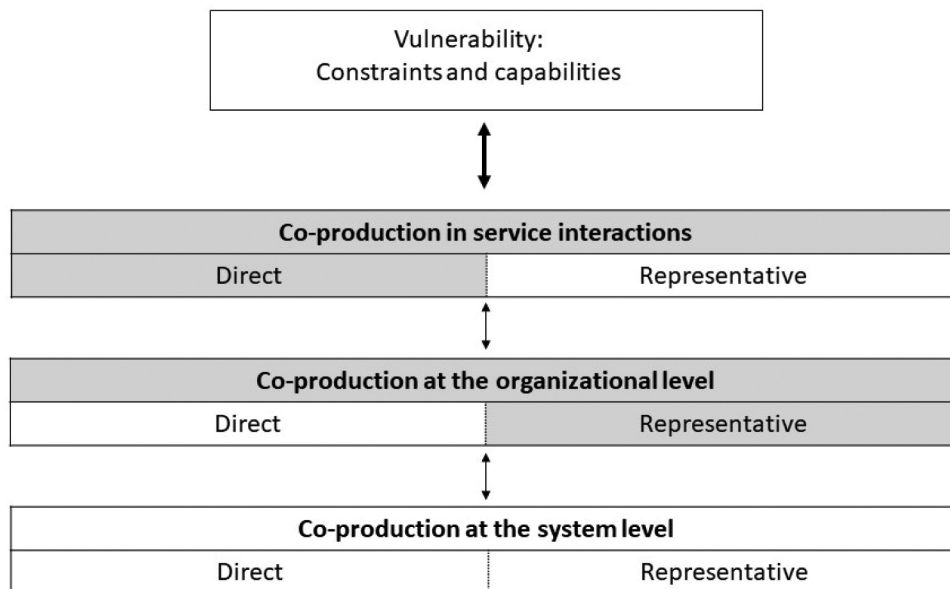 Vulnerability:
Constraints and capabilities
Co-production in service interactions
Direct Representative
Co-production at the organizational level
Direct Representative
Co-production at the system level
Direct Representative